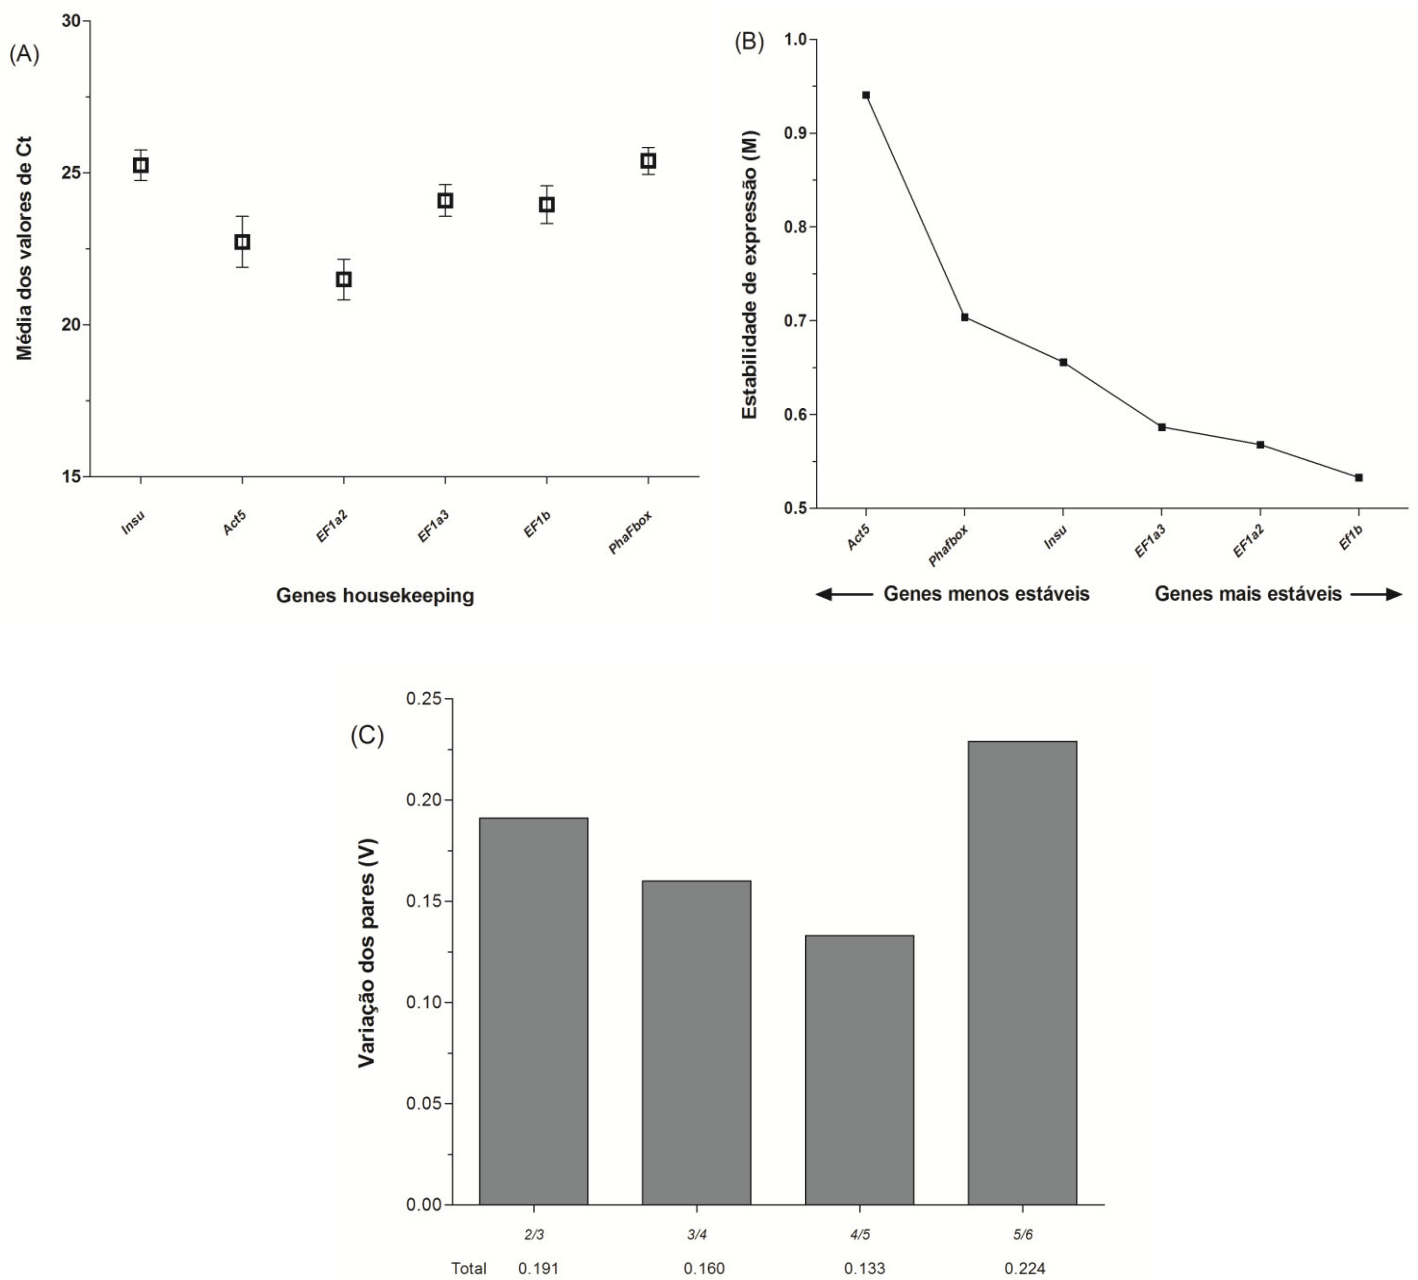 (A)
Média dos valores de Ct
30
25
20
15
Insu
Act5
EF1a2
EF1a3
EF1b
PhaFbox
Genes housekeeping
(B)
Estabilidade de expressão (M)
1.0
0.9
0.8
0.7
0.6
0.5
Act5
Phafbox
Insu
EF1a3
EF1a2
Ef1b
Genes menos estáveis
Genes mais estáveis
(C)
Variação dos pares (V)
0.25
0.20
0.15
0.10
0.05
0.00
2/3 3/4 4/5 5/6
Total 0.191 0.160 0.133 0.224